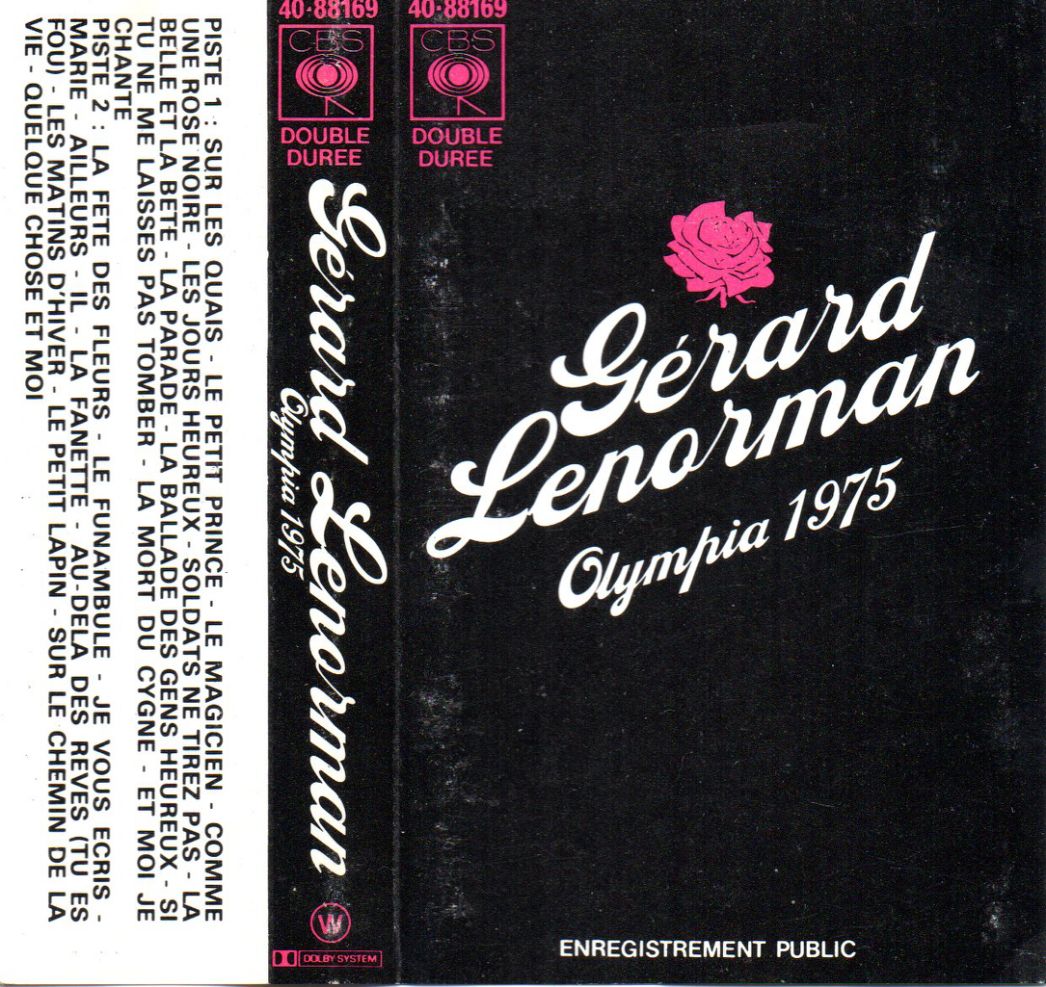 PISTE 1 : SUR LES QUAIS - LE PETIT PRINCE - LE MAGICIEN - COMME
UNE ROSE NOIRE - LES JOURS HEUREUX - SOLDATS NE TIREZ PAS - LA
BELLE ET LA BETE - LA PARADE - LA BALLADE DES GENS HEUREUX - SI
TU NE ME LAISSES PAS TOMBER - LA MORT DU CYGNE - ET MOI JE
CHANTE
PISTE 2 : LA FETE DES FLEURS - LE FUNAMBULE - JE VOUS ECRIS -
MARIE - AILLEURS - IL - LA FANETTE - AU-DELA DES REVES (TU ES
FOU) - LES MATINS D'HIVER - LE PETIT LAPIN - SUR LE CHEMIN DE LA
VIE - QUELQUE CHOSE ET MOI
40-88169
CBS
DOUBLE
DUREE
Gérard Lenorman
Olympia 1975
W
DOLBY SYSTEM
40-88169
CBS
DOUBLE
DUREE
Gérard
Lenorman
Olympia 1975
ENREGISTREMENT PUBLIC